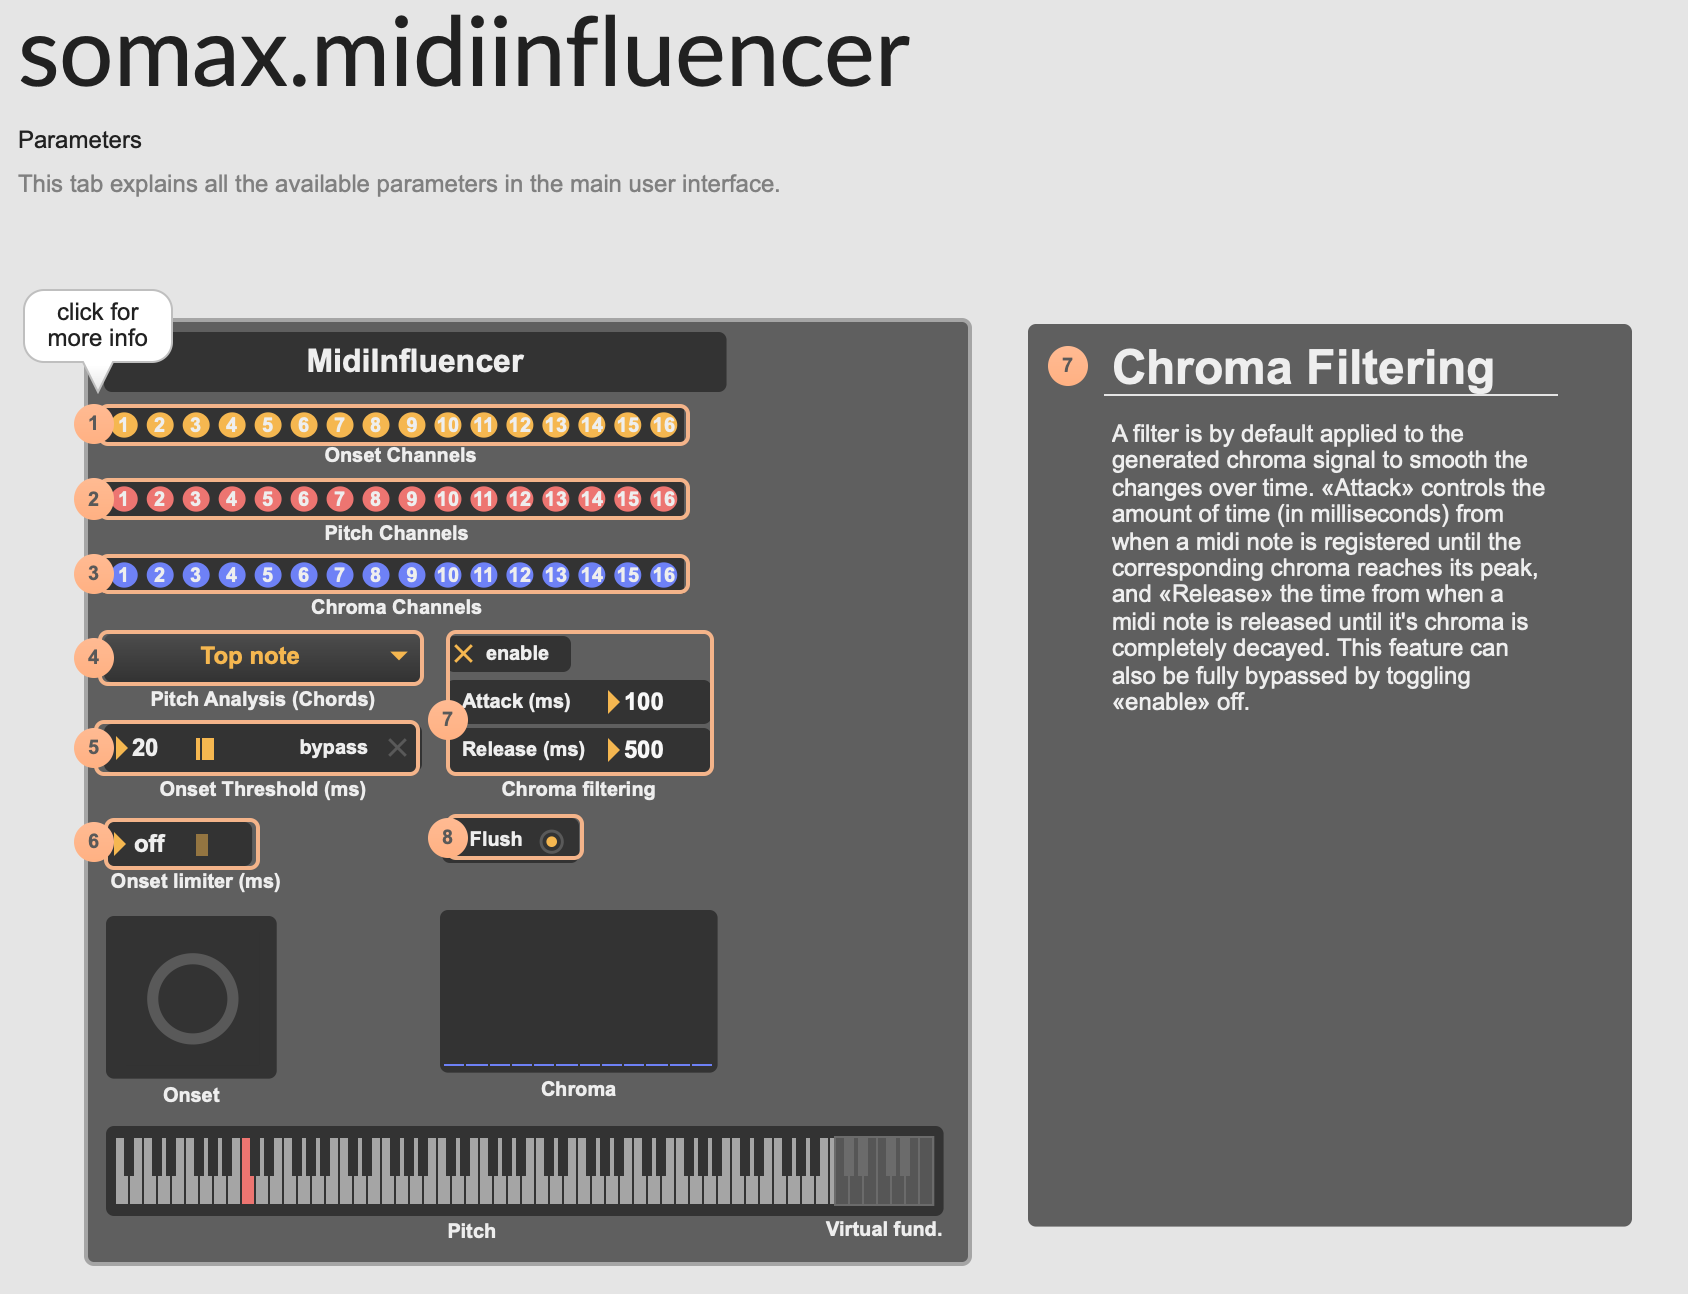 somax.midiinfluencer
Parameters
This tab explains all the available parameters in the main user interface.
click for
more info
MidiInfluencer
1 1 2 3 4 5 6 7 8 9 10 11 12 13 14 15 16
Onset Channels
2 1 2 3 4 5 6 7 8 9 10 11 12 13 14 15 16
Pitch Channels
3 1 2 3 4 5 6 7 8 9 10 11 12 13 14 15 16
Chroma Channels
4 Top note
Pitch Analysis (Chords)
5 20 bypass
Onset Threshold (ms)
6 off
Onset limiter (ms)
enable
7 Attack (ms) 100
Release (ms) 500
Chroma filtering
8 Flush
Onset
Chroma
Pitch
Virtual fund.
7 Chroma Filtering
A filter is by default applied to the
generated chroma signal to smooth the
changes over time. «Attack» controls the
amount of time (in milliseconds) from
when a midi note is registered until the
corresponding chroma reaches its peak,
and «Release» the time from when a
midi note is released until it's chroma is
completely decayed. This feature can
also be fully bypassed by toggling
«enable» off.